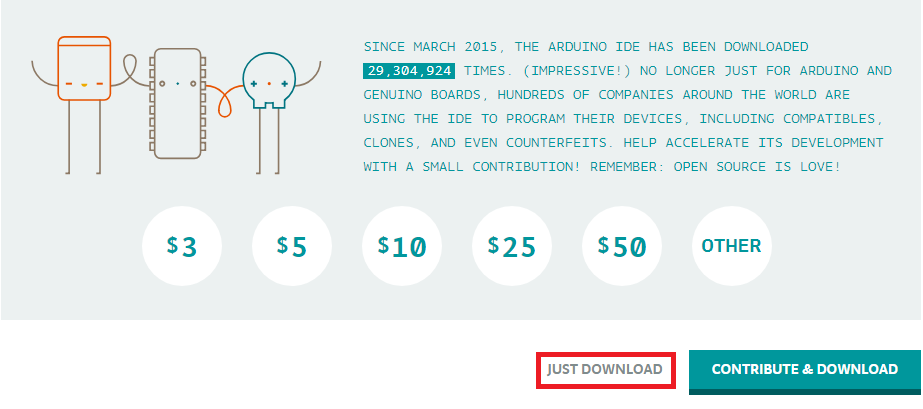 SINCE MARCH 2015, THE ARDUINO IDE HAS BEEN DOWNLOADED
29,304,924 TIMES. (IMPRESSIVE!) NO LONGER JUST FOR ARDUINO AND
GENUINO BOARDS, HUNDREDS OF COMPANIES AROUND THE WORLD ARE
USING THE IDE TO PROGRAM THEIR DEVICES, INCLUDING COMPATIBLES,
CLONES, AND EVEN COUNTERFEITS. HELP ACCELERATE ITS DEVELOPMENT
WITH A SMALL CONTRIBUTION! REMEMBER: OPEN SOURCE IS LOVE!
$3 $5 $10 $25 $50 OTHER
JUST DOWNLOAD CONTRIBUTE & DOWNLOAD